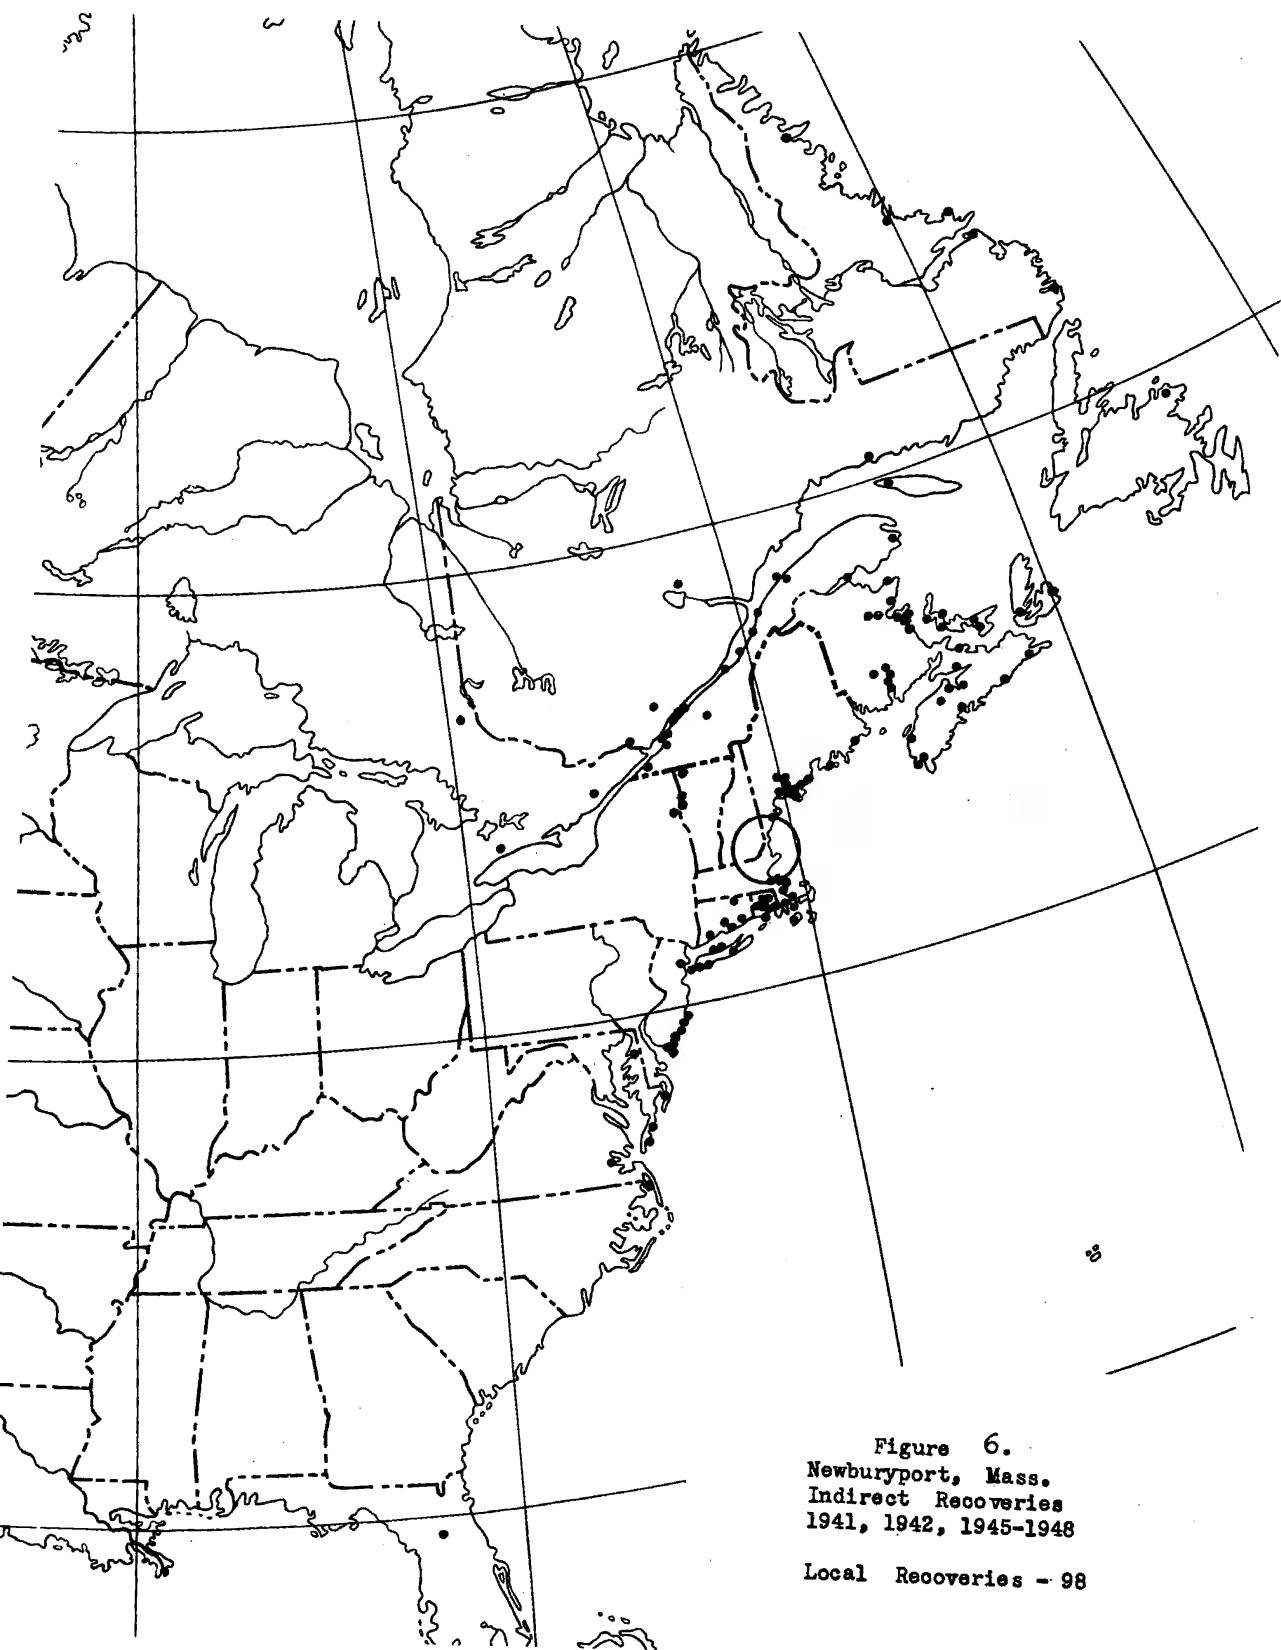 Figure 6.
Newburyport, Mass.
Indirect Recoveries
1941, 1942, 1945-1948
Local Recoveries - 98